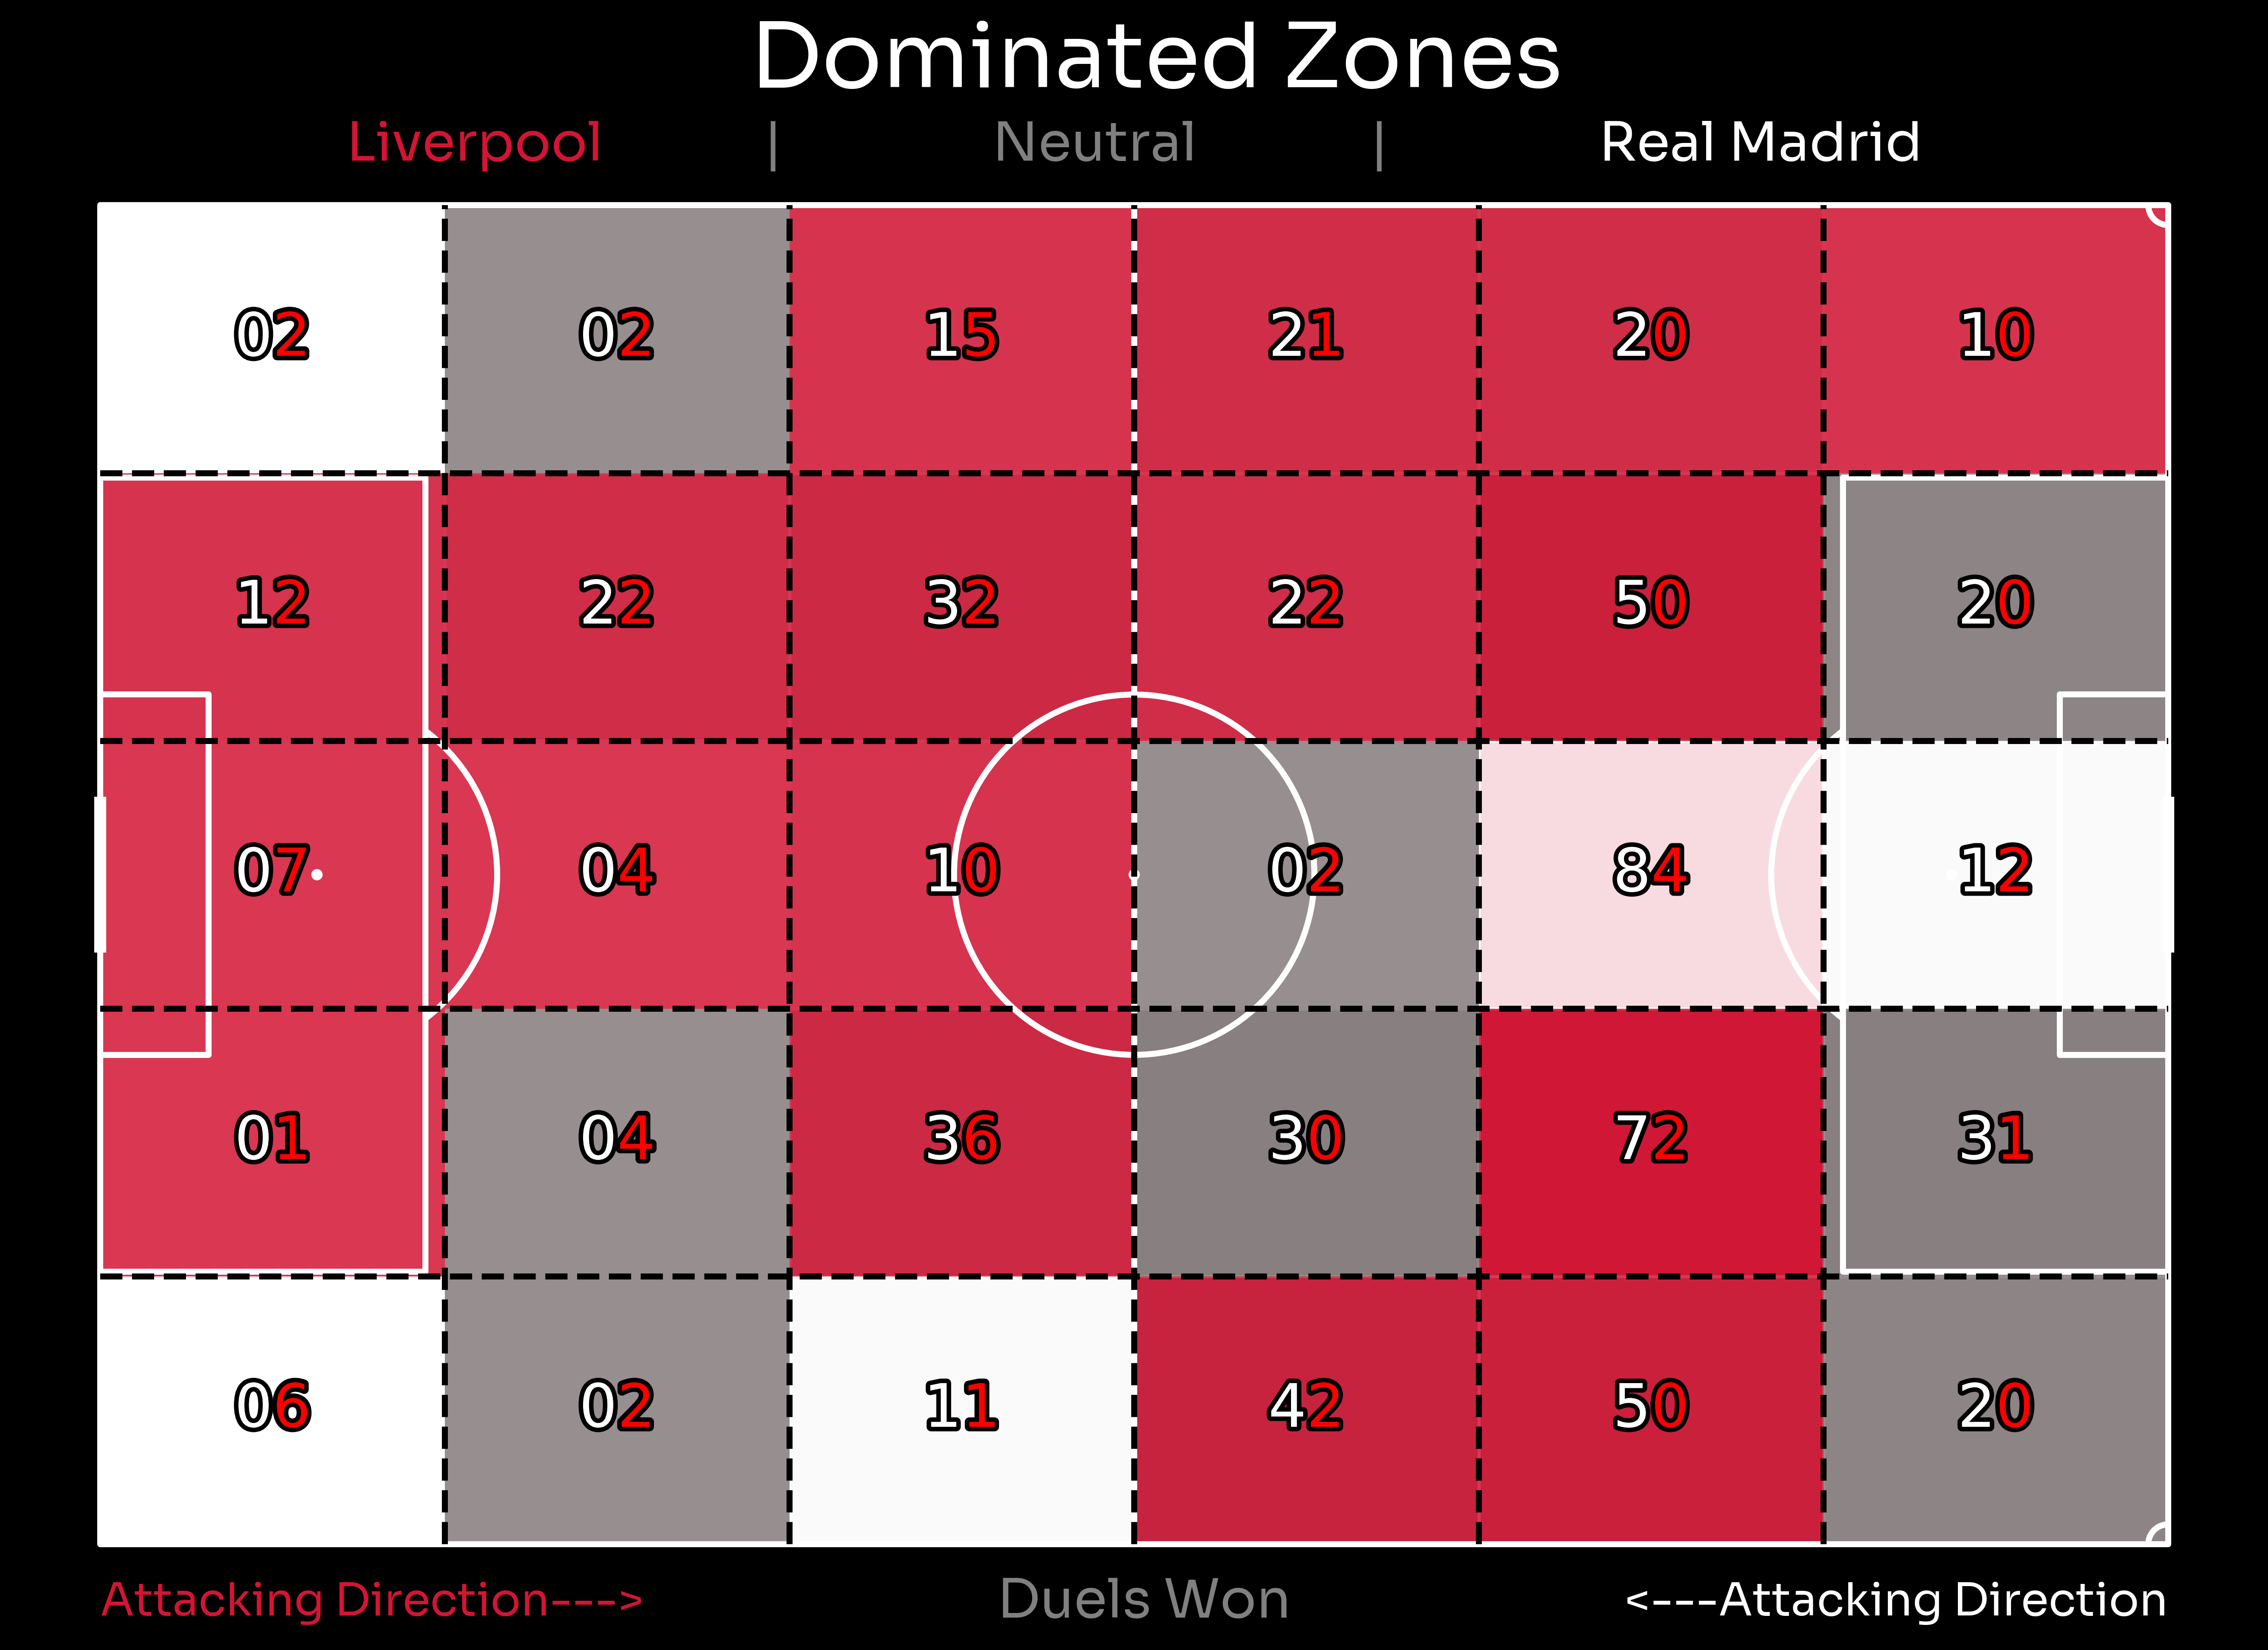 Dominated Zones
Liverpool | Neutral | Real Madrid
02 02 15 21 20 10
12 22 32 22 50 20
07 04 10 02 84 12
01 04 36 30 72 31
06 02 11 42 50 20
Attacking Direction---> Duels Won <---Attacking Direction